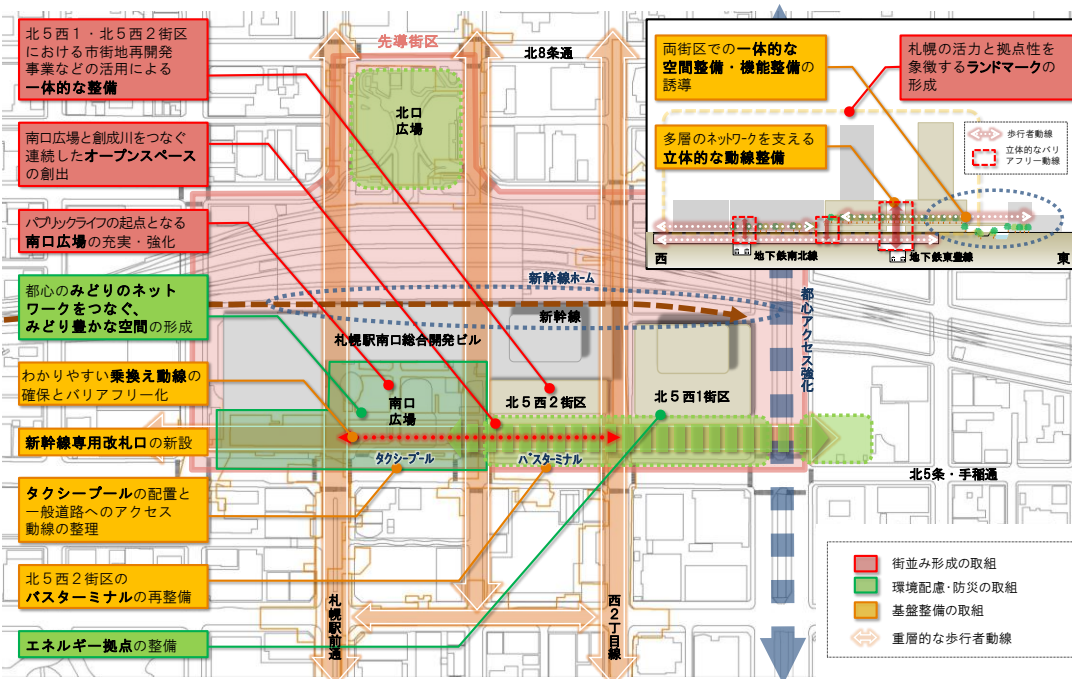 北５西１・北５西２街区
における市街地再開発
事業などの活用による
一体的な整備
南口広場と創成川をつなぐ
連続したオープンスペース
の創出
パブリックライフの起点となる
南口広場の充実・強化
都心のみどりのネット
ワークをつなぐ、
みどり豊かな空間の形成
わかりやすい乗換え動線の
確保とバリアフリー化
新幹線専用改札口の新設
タクシープールの配置と
一般道路へのアクセス
動線の整理
北５西２街区の
バスターミナルの再整備
エネルギー拠点の整備
先導街区
北8条通
北口
広場
新幹線ホーム
新幹線
札幌駅南口総合開発ビル
南口
広場
北５西２街区
北５西1街区
タクシープール
バスターミナル
北5条・手稲通
都心アクセス強化
札幌駅前通
西２丁目線
両街区での一体的な
空間整備・機能整備の
誘導
札幌の活力と拠点性を
象徴するランドマークの
形成
多層のネットワークを支える
立体的な動線整備
歩行者動線
立体的なバリ
アフリー動線
西
地下鉄南北線
地下鉄東豊線
東
街並み形成の取組
環境配慮・防災の取組
基盤整備の取組
重層的な歩行者動線